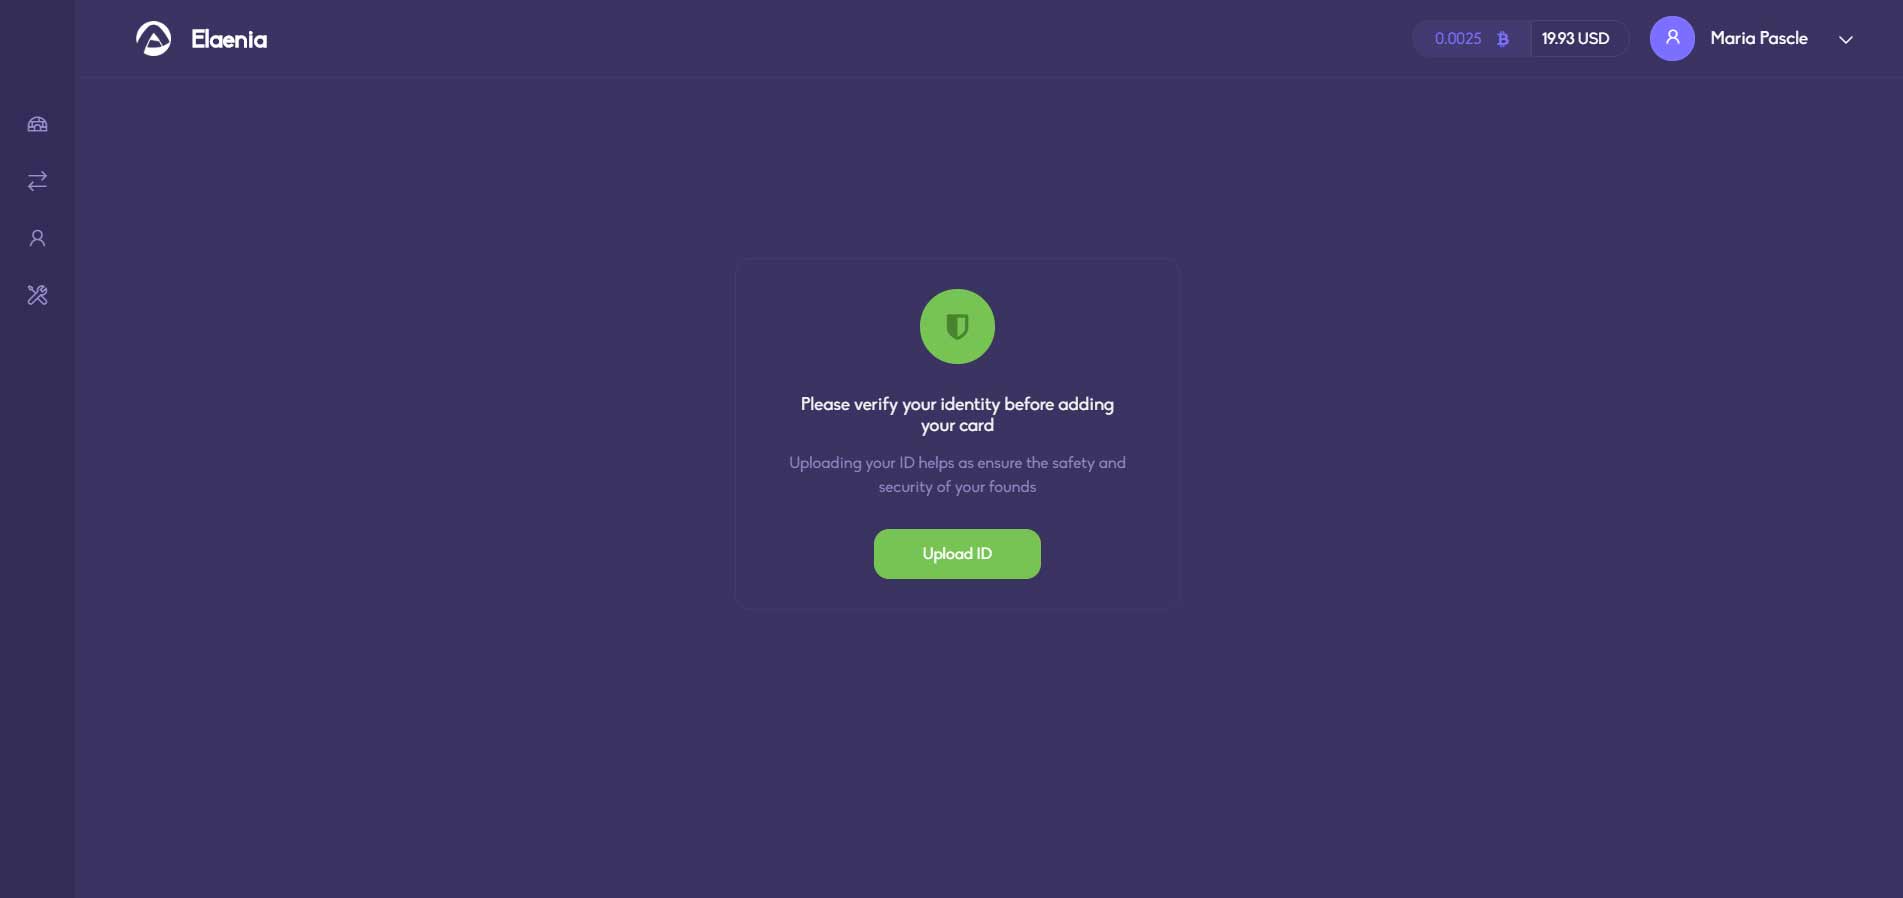 Elaenia
0.0025
19.93 USD
Maria Pascle
Please verify your identity before adding
your card
Uploading your ID helps as ensure the safety and
security of your founds
Upload ID